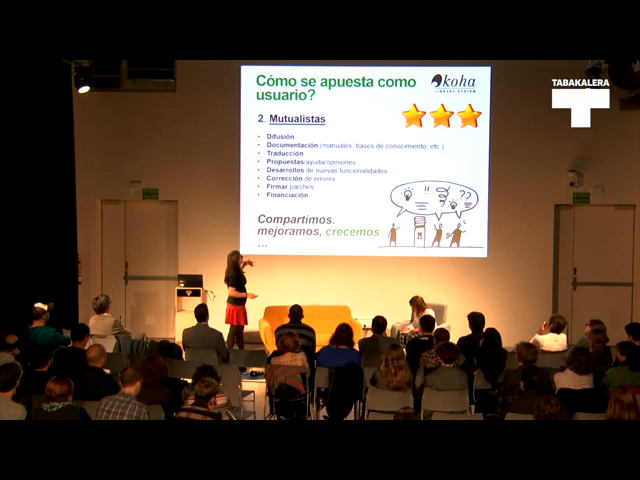 TABAKALERA
Cómo se apuesta como
usuario?
koha
LIBRARY SYSTEM
2. Mutualistas
• Difusión
• Documentación (manuales, bases de conocimiento, etc.)
• Traducción
• Propuestas/ayuda/opiniones
• Desarrollos de nuevas funcionalidades
• Corrección de errores
• Firmar parches
• Financiación
!!
??
Compartimos.
mejoramos, crecemos
...